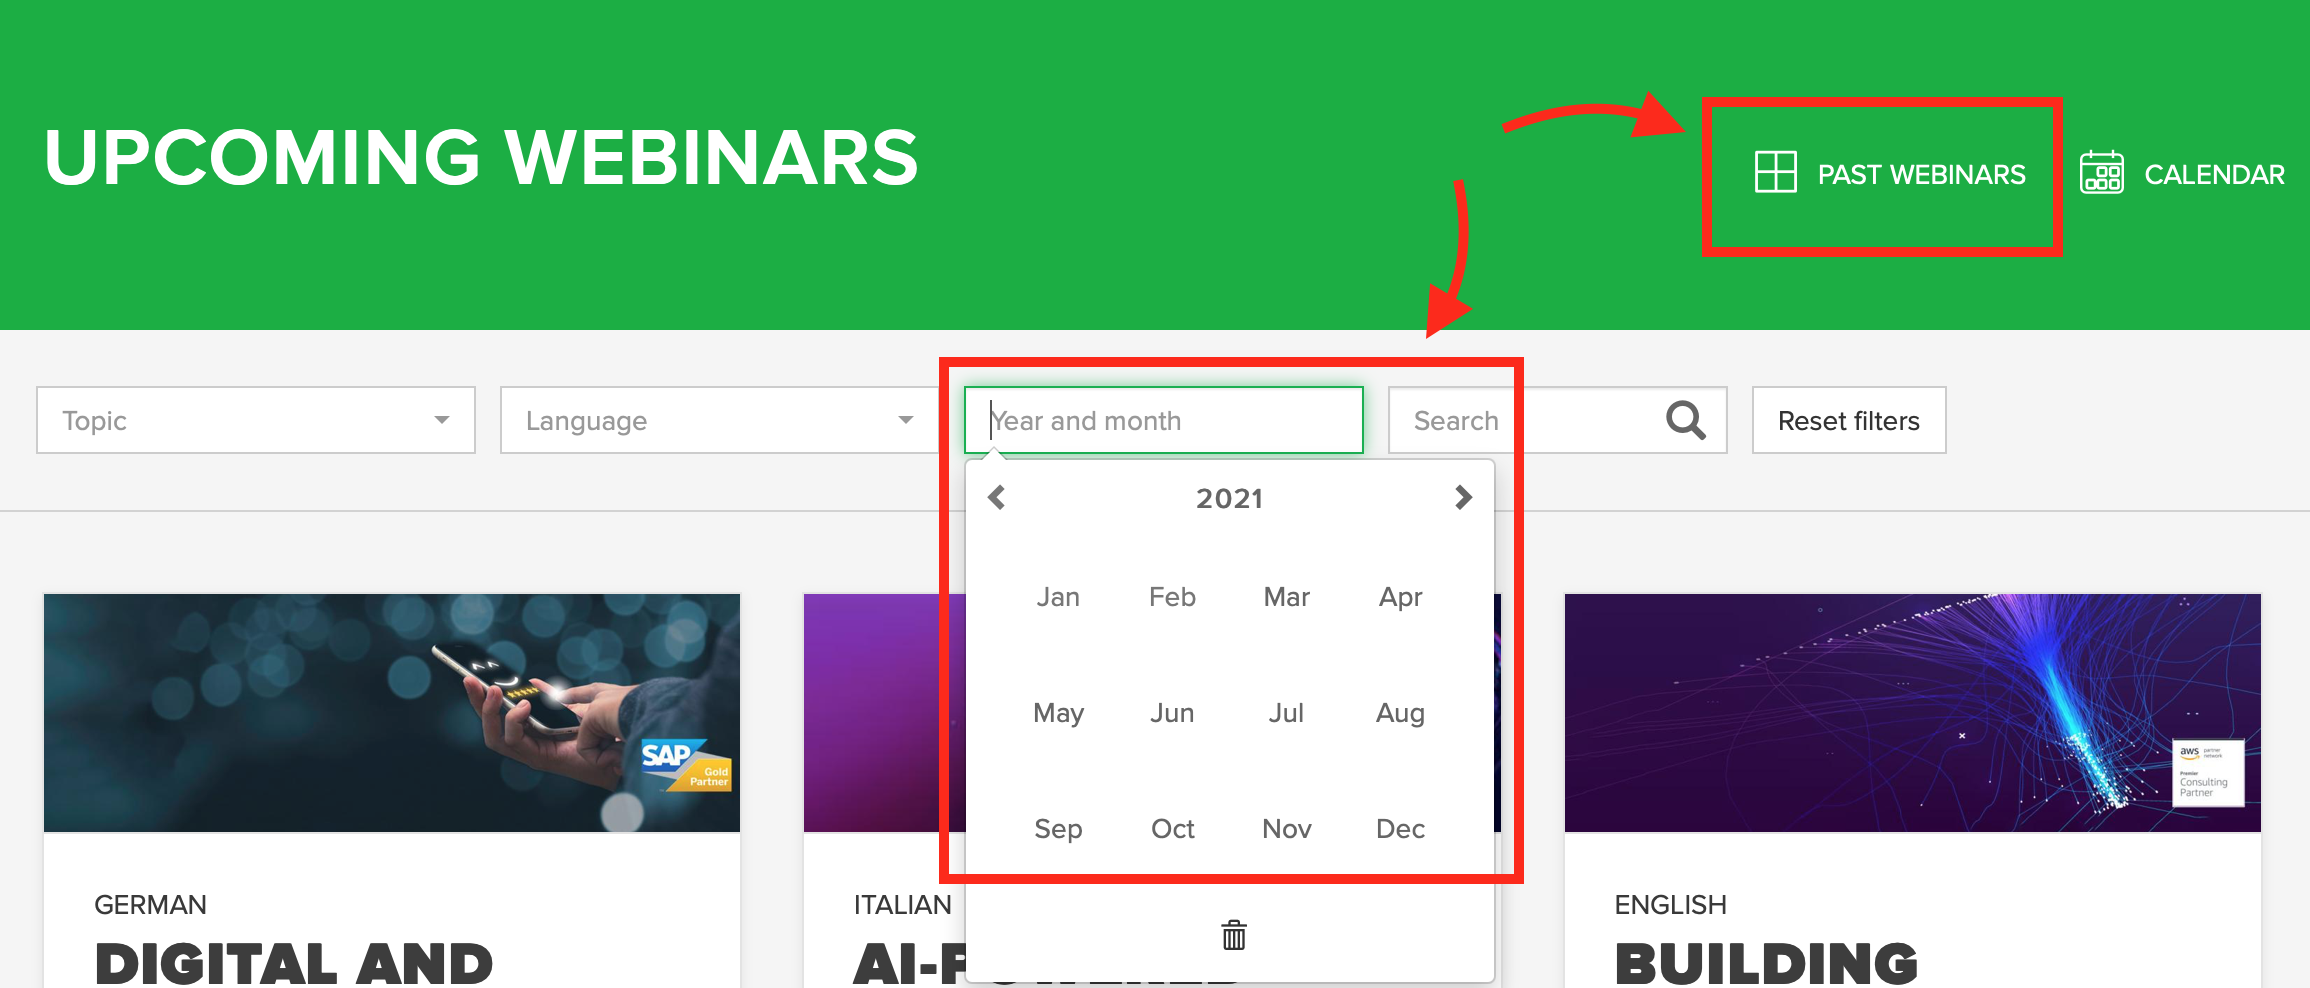 UPCOMING WEBINARS
PAST WEBINARS
CALENDAR
Topic
Language
Year and month
Search
Reset filters
2021
Jan Feb Mar Apr
May Jun Jul Aug
Sep Oct Nov Dec
SAP
Gold
Partner
GERMAN
DIGITAL AND
ITALIAN
AI-POWERED
aws partner
network
Premier
Consulting
Partner
ENGLISH
BUILDING